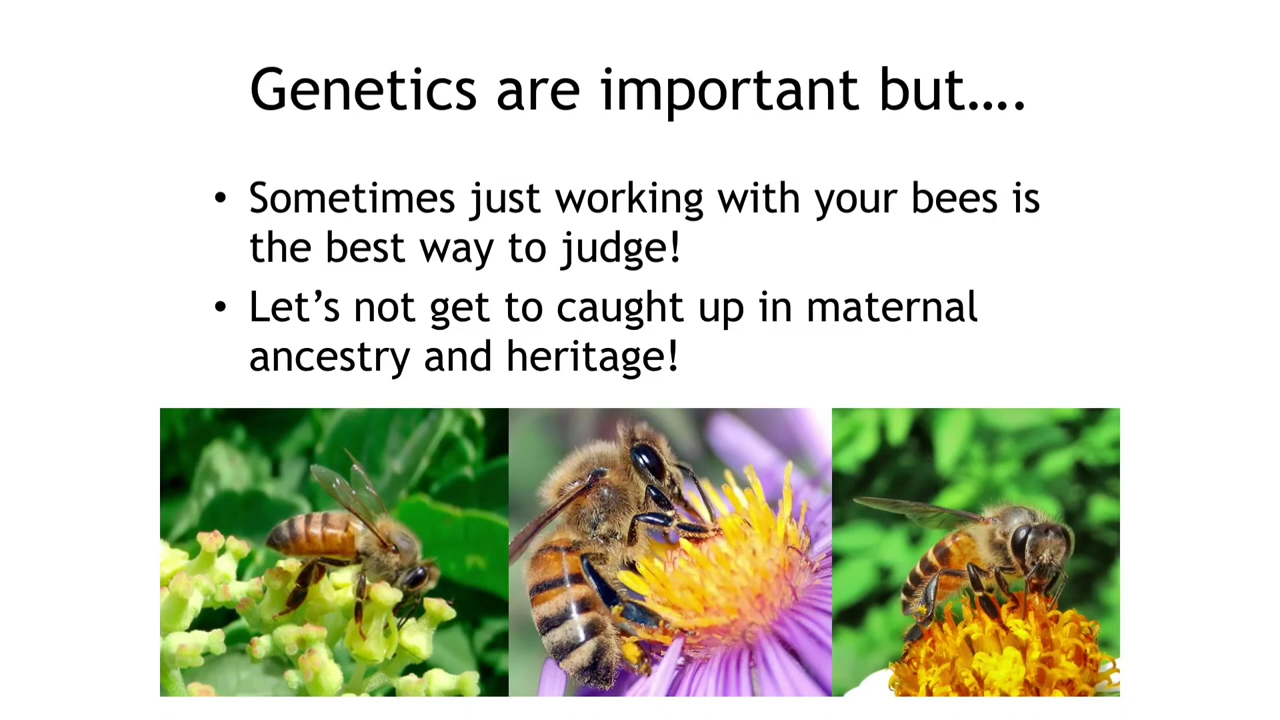 Genetics are important but....
• Sometimes just working with your bees is
the best way to judge!
• Let’s not get to caught up in maternal
ancestry and heritage!